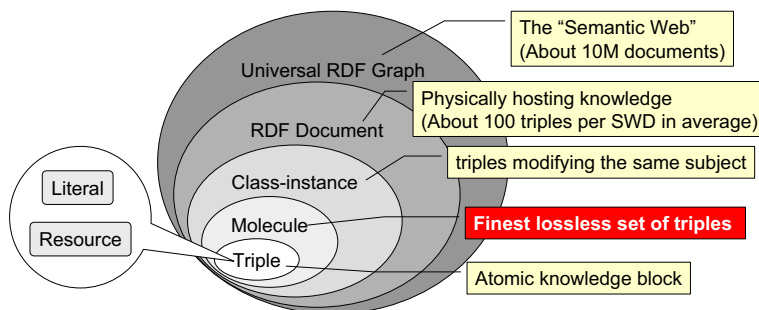 The “Semantic Web”
(About 10M documents)
Universal RDF Graph
Physically hosting knowledge
(About 100 triples per SWD in average)
RDF Document
triples modifying the same subject
Class-instance
Literal
Molecule
Finest lossless set of triples
Resource
Triple
Atomic knowledge block